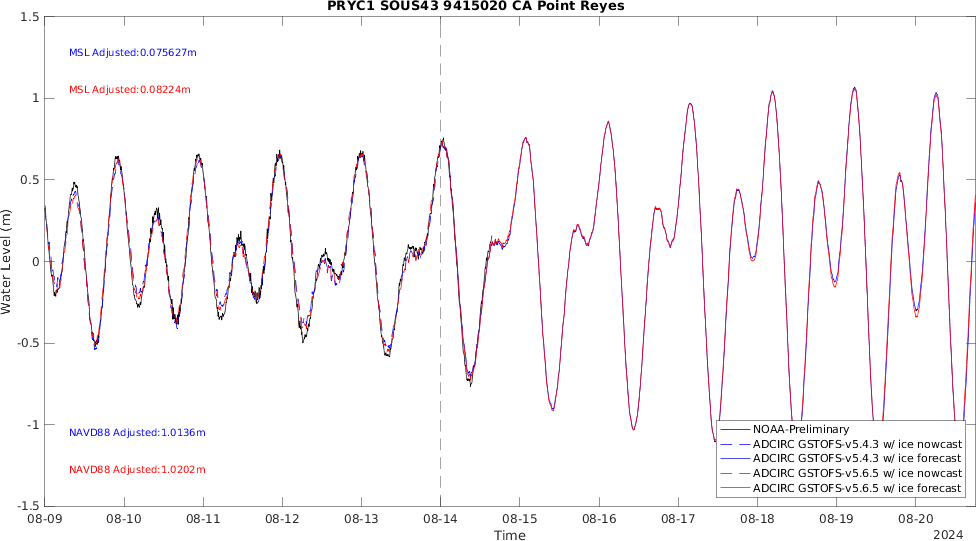 PRYC1 SOUS43 9415020 CA Point Reyes
1.5
1
0.5
0
-0.5
-1
-1.5
Water Level (m)
MSL Adjusted:0.075627m
MSL Adjusted:0.08224m
NAVD88 Adjusted:1.0136m
NAVD88 Adjusted:1.0202m
NOAA-Preliminary
ADCIRC GSTOFS-v5.4.3 w/ ice nowcast
ADCIRC GSTOFS-v5.4.3 w/ ice forecast
ADCIRC GSTOFS-v5.6.5 w/ ice nowcast
ADCIRC GSTOFS-v5.6.5 w/ ice forecast
08-09 08-10 08-11 08-12 08-13 08-14 08-15 08-16 08-17 08-18 08-19 08-20
Time
2024